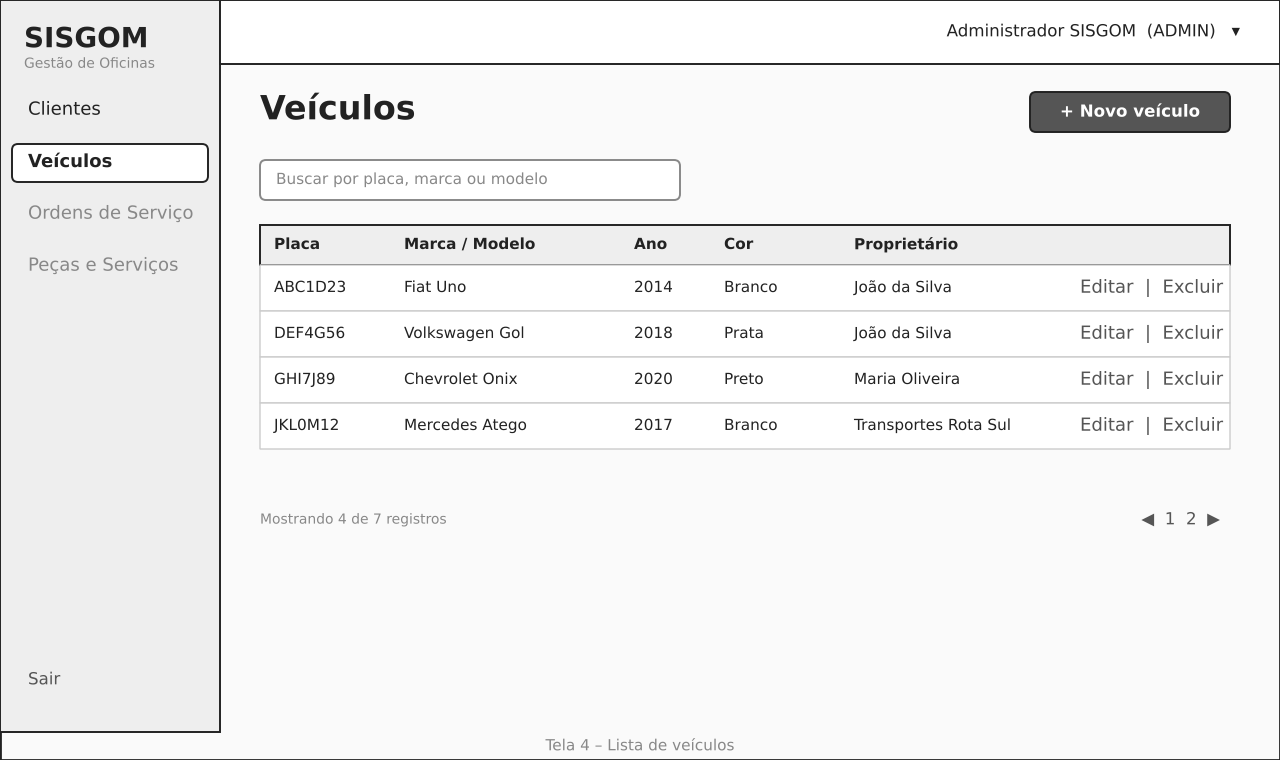 SISGOM
Gestão de Oficinas
Clientes
Veículos
Ordens de Serviço
Peças e Serviços
Sair
Administrador SISGOM (ADMIN) ▼
Veículos
+ Novo veículo
Buscar por placa, marca ou modelo
Placa Marca / Modelo Ano Cor Proprietário
ABC1D23 Fiat Uno 2014 Branco João da Silva Editar | Excluir
DEF4G56 Volkswagen Gol 2018 Prata João da Silva Editar | Excluir
GHI7J89 Chevrolet Onix 2020 Preto Maria Oliveira Editar | Excluir
JKL0M12 Mercedes Atego 2017 Branco Transportes Rota Sul Editar | Excluir
Mostrando 4 de 7 registros ◀ 1 2 ▶
Tela 4 – Lista de veículos